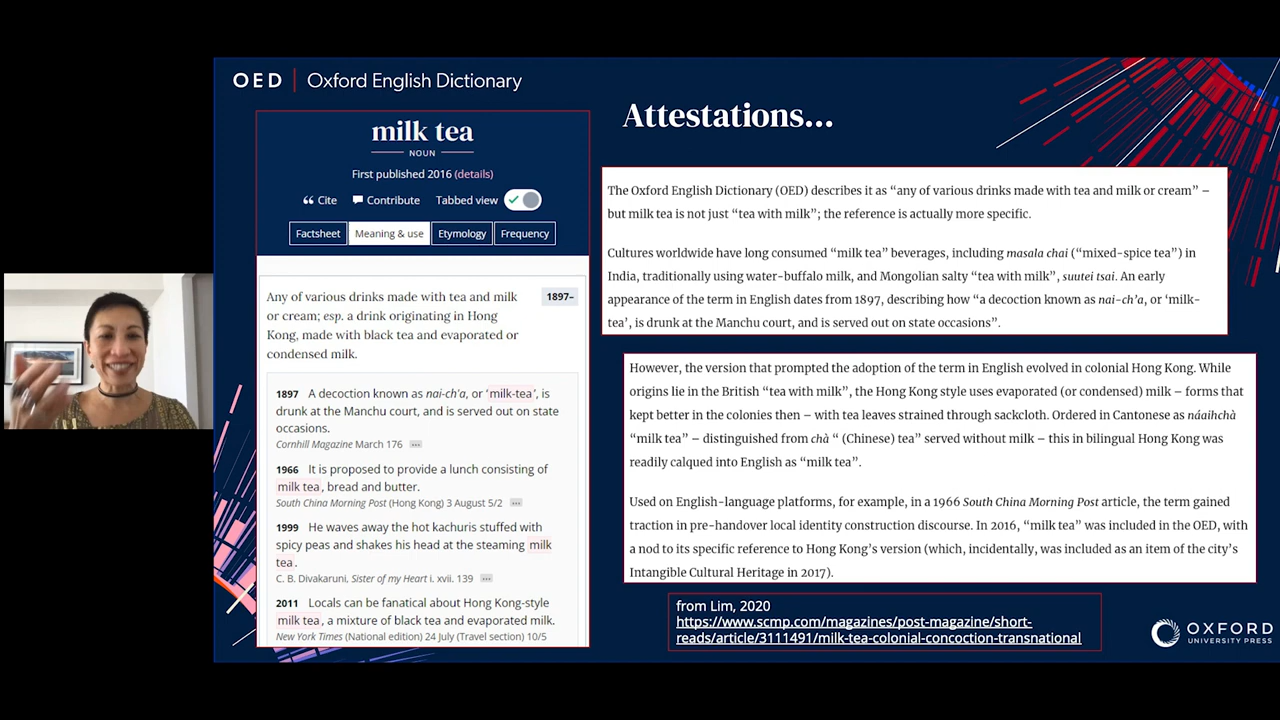 OED | Oxford English Dictionary
milk tea
NOUN
First published 2016 (details)
Cite Contribute Tabbed view
Factsheet Meaning & use Etymology Frequency
Any of various drinks made with tea and milk
or cream; esp. a drink originating in Hong
Kong, made with black tea and evaporated or
condensed milk.
1897–
1897 A decoction known as nai-ch'a, or ‘milk-tea’, is
drunk at the Manchu court, and is served out on state
occasions.
Cornhill Magazine March 176 ...
1966 It is proposed to provide a lunch consisting of
milk tea, bread and butter.
South China Morning Post (Hong Kong) 3 August 5/2 ...
1999 He waves away the hot kachuris stuffed with
spicy peas and shakes his head at the steaming milk
tea.
C. B. Divakaruni, Sister of my Heart i. xvii. 139 ...
2011 Locals can be fanatical about Hong Kong-style
milk tea, a mixture of black tea and evaporated milk.
New York Times (National edition) 24 July (Travel section) 10/5
Attestations...
The Oxford English Dictionary (OED) describes it as “any of various drinks made with tea and milk or cream” –
but milk tea is not just “tea with milk”; the reference is actually more specific.
Cultures worldwide have long consumed “milk tea” beverages, including masala chai (“mixed-spice tea”) in
India, traditionally using water-buffalo milk, and Mongolian salty “tea with milk”, suutei tsai. An early
appearance of the term in English dates from 1897, describing how “a decoction known as nai-ch’a, or ‘milk-
tea’, is drunk at the Manchu court, and is served out on state occasions”.
However, the version that prompted the adoption of the term in English evolved in colonial Hong Kong. While
origins lie in the British “tea with milk”, the Hong Kong style uses evaporated (or condensed) milk – forms that
kept better in the colonies then – with tea leaves strained through sackcloth. Ordered in Cantonese as náaihchà
“milk tea” – distinguished from chà “ (Chinese) tea” served without milk – this in bilingual Hong Kong was
readily calqued into English as “milk tea”.
Used on English-language platforms, for example, in a 1966 South China Morning Post article, the term gained
traction in pre-handover local identity construction discourse. In 2016, “milk tea” was included in the OED, with
a nod to its specific reference to Hong Kong’s version (which, incidentally, was included as an item of the city’s
Intangible Cultural Heritage in 2017).
from Lim, 2020
https://www.scmp.com/magazines/post-magazine/short-
reads/article/3111491/milk-tea-colonial-concoction-transnational
OXFORD
UNIVERSITY PRESS